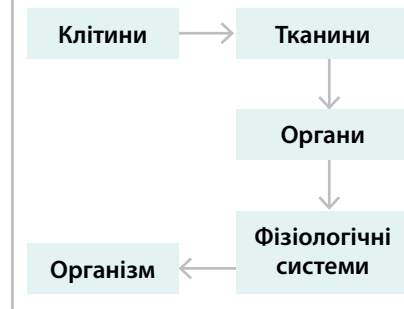 Клітини
Тканини
Органи
Фізіологічні
системи
Організм